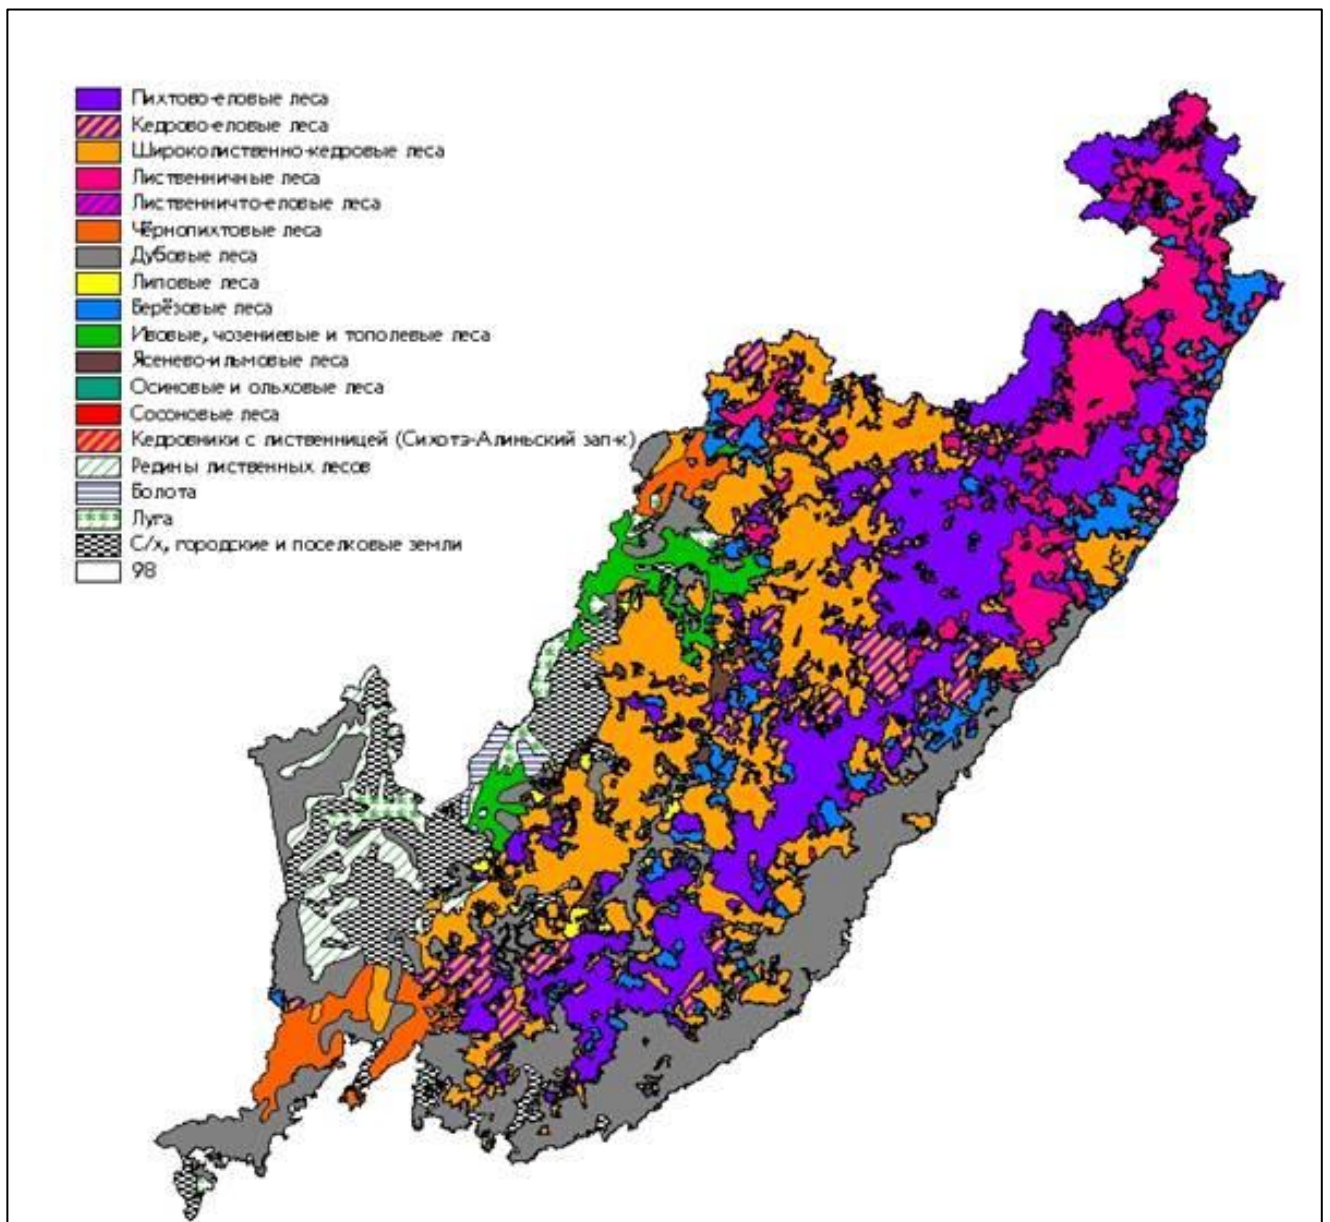 Пихтово-еловые леса
Кедрово-еловые леса
Широколиственно-кедровые леса
Лиственничные леса
Лиственничто-еловые леса
Чёрнопихтовые леса
Дубовые леса
Липовые леса
Берёзовые леса
Ивовые, чозениевые и тополевые леса
Ясенево-ильмовые леса
Осиновые и ольховые леса
Сосоновые леса
Кедровники с лиственницей (Сихотэ-Алиньский зап-к)
Редины лиственных лесов
Болота
Луга
С/х, городские и поселковые земли
98